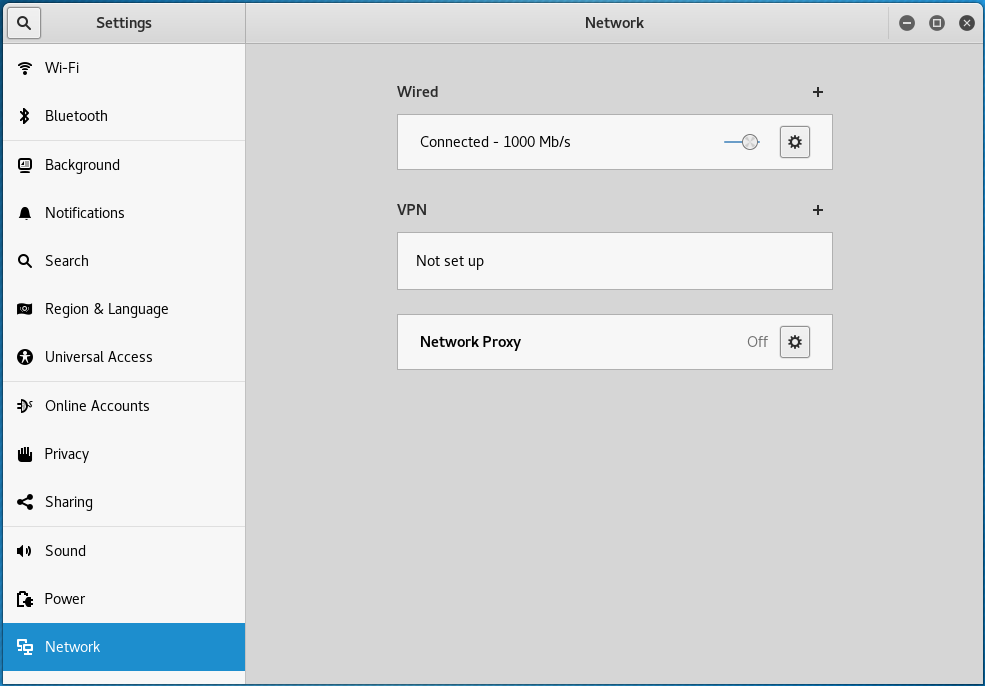 Settings
Network
Wi-Fi
Bluetooth
Background
Notifications
Search
Region & Language
Universal Access
Online Accounts
Privacy
Sharing
Sound
Power
Network
Wired
Connected - 1000 Mb/s
VPN
Not set up
Network Proxy Off